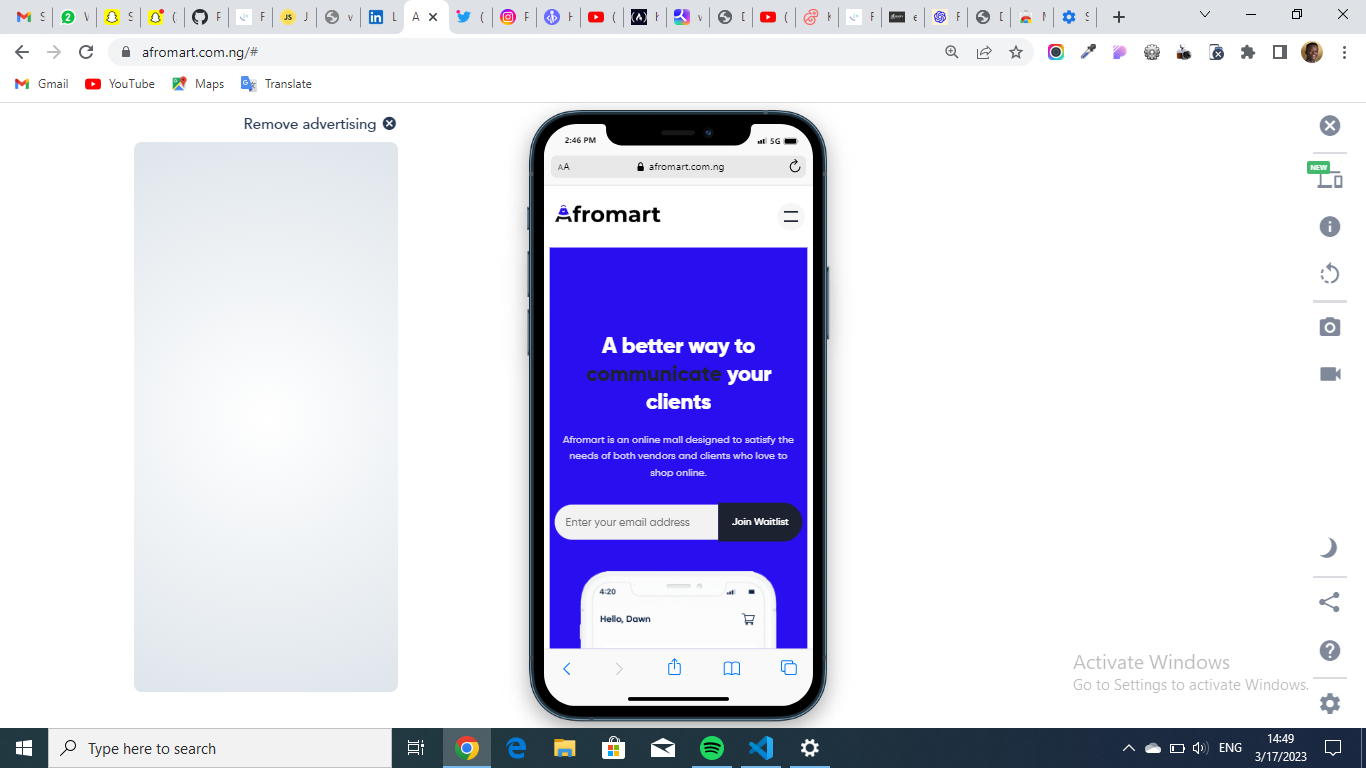 S
2
V
S
(
F
F
JS
J
v
in
L
A
(
F
H
(
H
v
D
(
K
F
e
F
D
M
S
afromart.com.ng/#
Gmail
YouTube
Maps
Translate
Remove advertising
2:46 PM
5G
AA
afromart.com.ng
Afromart
A better way to
communicate your
clients
Afromart is an online mall designed to satisfy the
needs of both vendors and clients who love to
shop online.
Enter your email address
Join Waitlist
4:20
Hello, Dawn
NEW
Activate Windows
Go to Settings to activate Windows.
Type here to search
ENG
14:49
3/17/2023